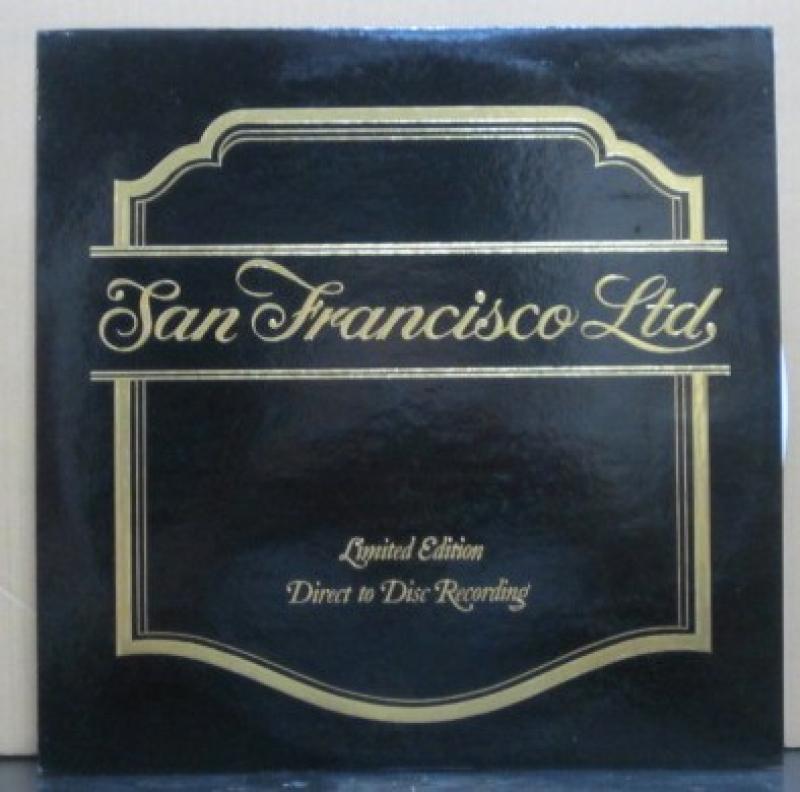 San Francisco Ltd.
Limited Edition
Direct to Disc Recording